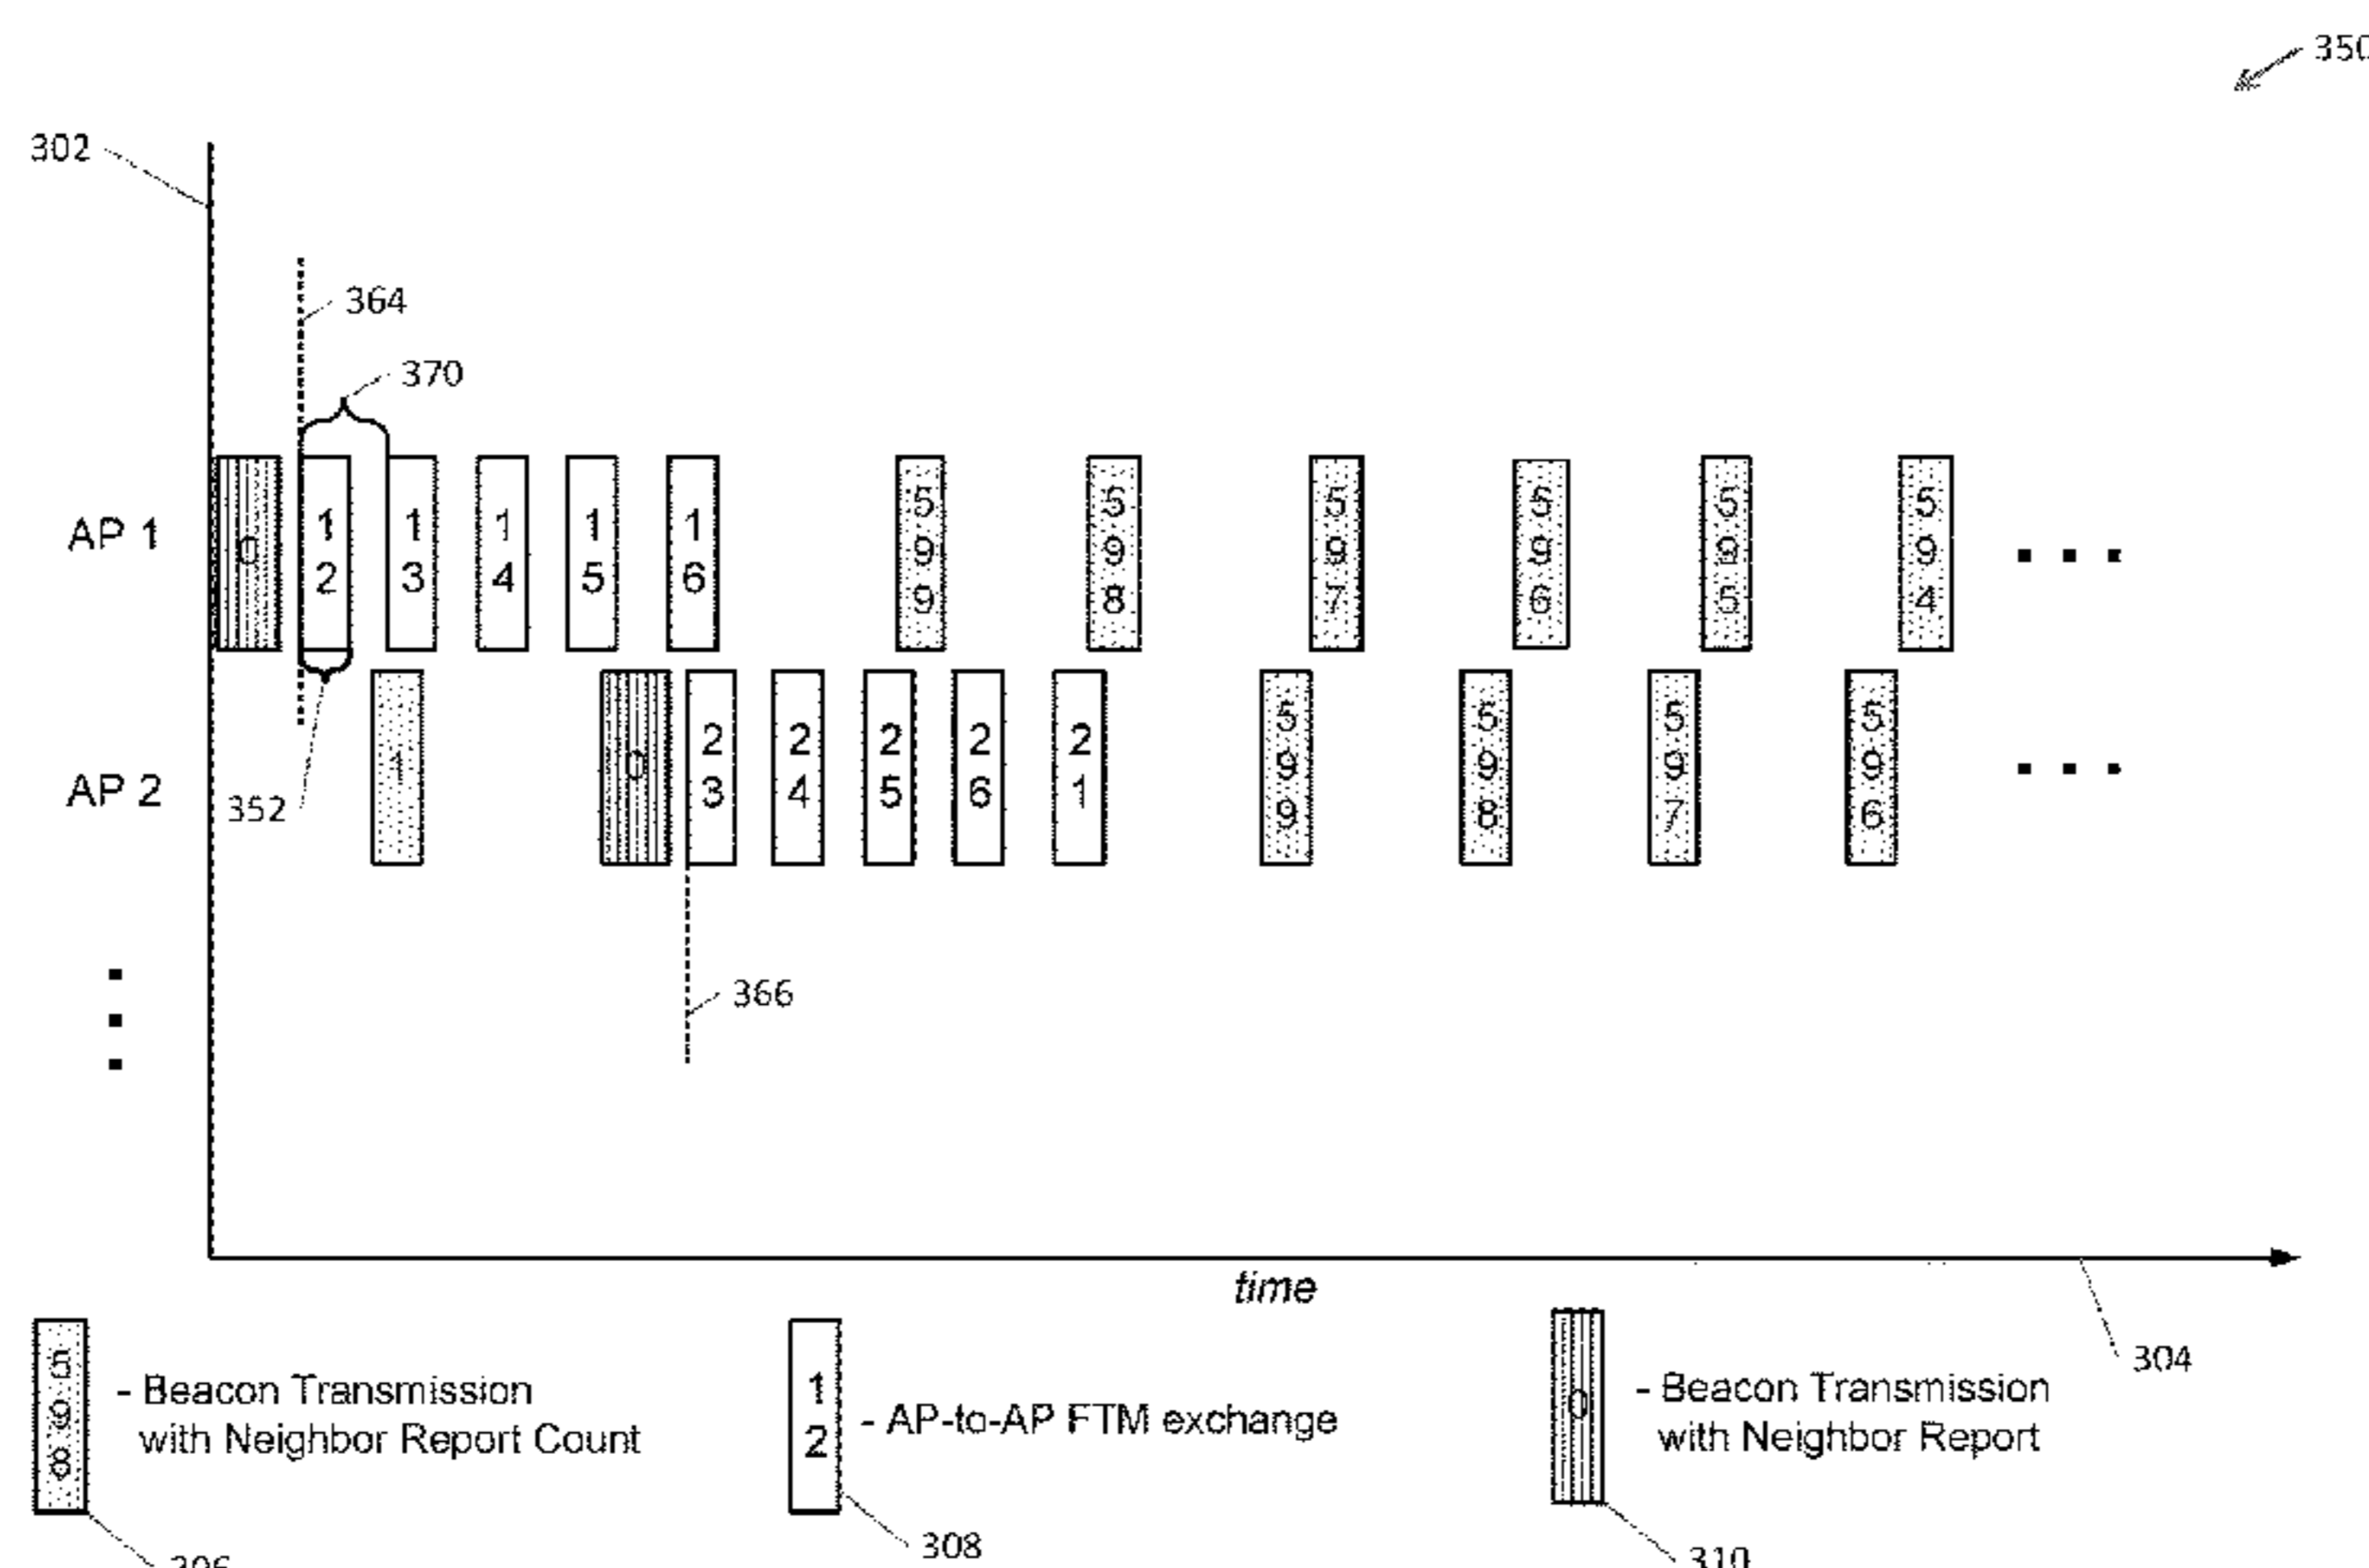 350
302
364
370
AP 1
0
1 2
1 3
1 4
1 5
1 6
5 9 9
5 9 8
5 9 7
5 9 6
5 9 5
5 9 4
AP 2
352
1
0
2 3
2 4
2 5
2 6
2 1
5 9 9
5 9 8
5 9 7
5 9 6
366
time
304
- Beacon Transmission
with Neighbor Report Count
1 2
- AP-to-AP FTM exchange
0
- Beacon Transmission
with Neighbor Report
308
310